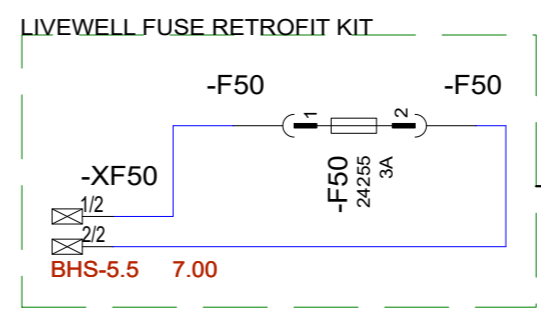 LIVEWELL FUSE RETROFIT KIT
-F50 -F50
1 2
-F50
24255
3A
-XF50
1/2
2/2
BHS-5.5 7.00